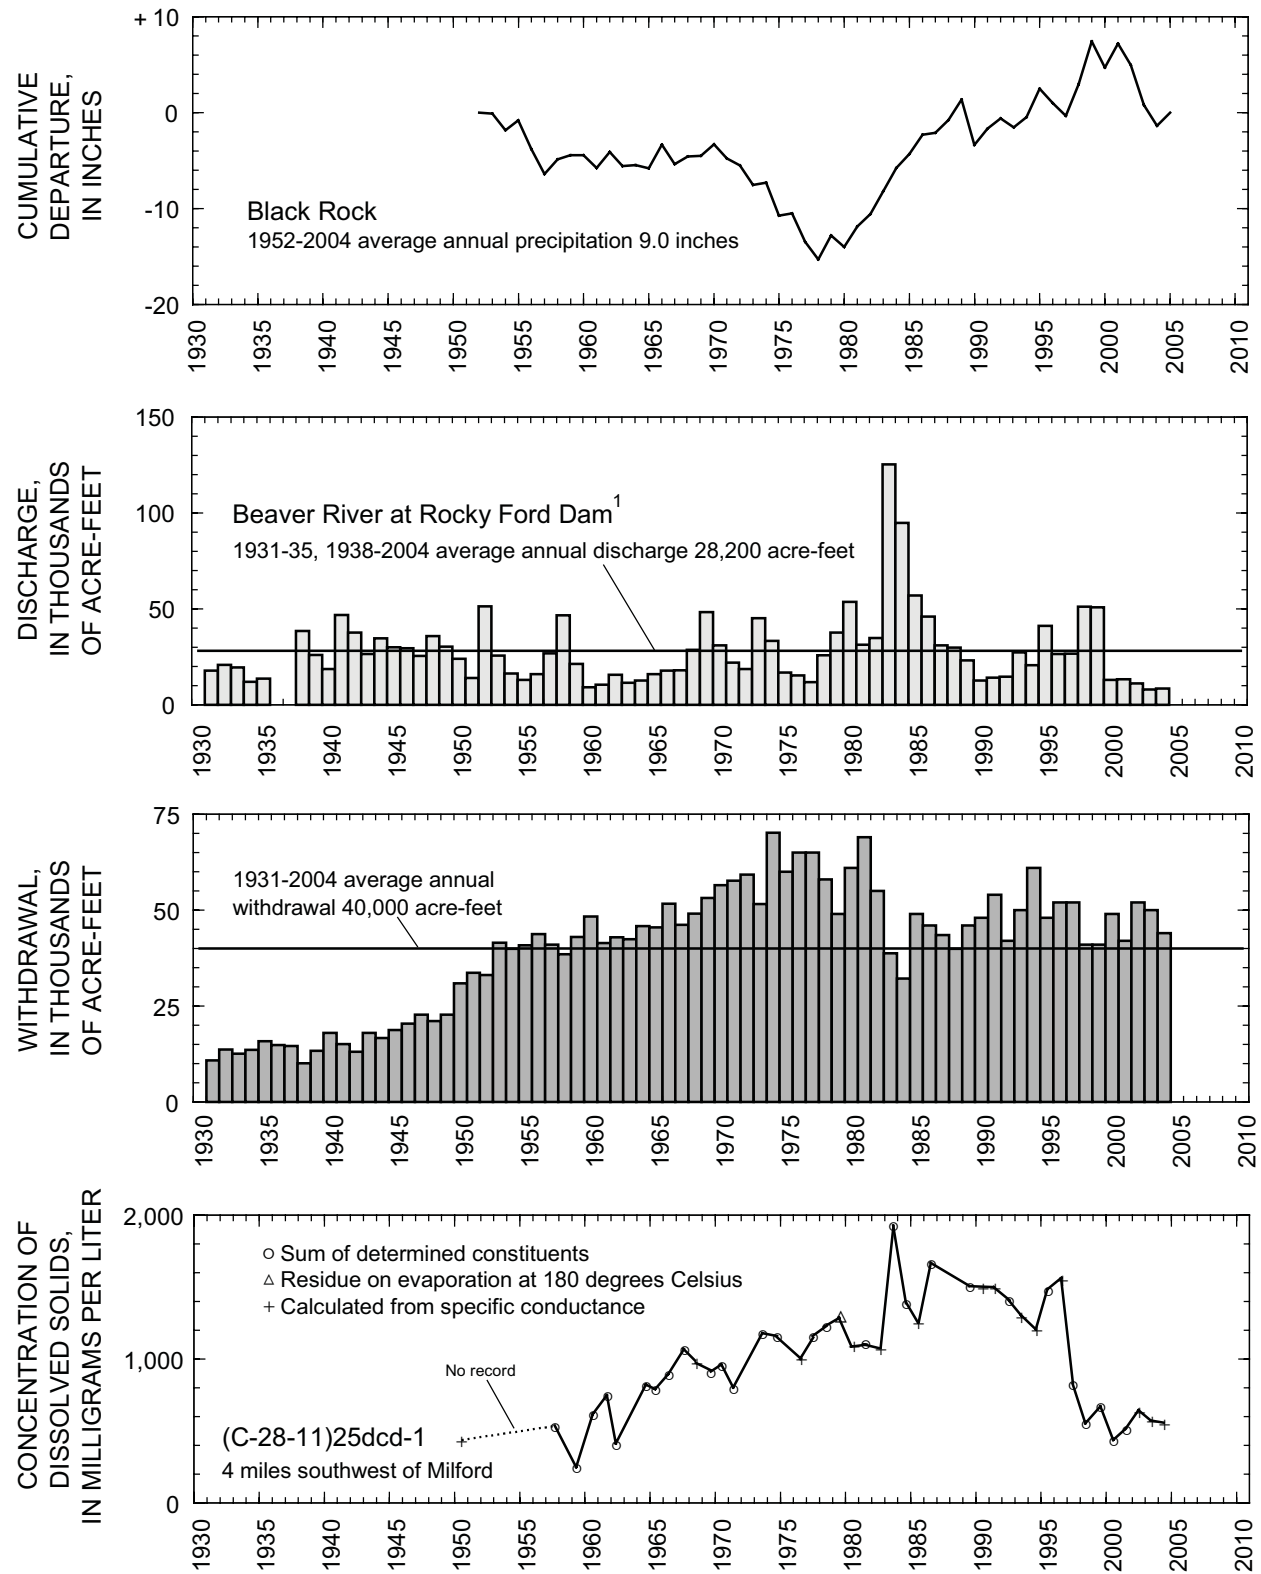 CUMULATIVE
DEPARTURE,
IN INCHES
+ 10
0
-10
-20
Black Rock
1952-2004 average annual precipitation 9.0 inches
1930 1935 1940 1945 1950 1955 1960 1965 1970 1975 1980 1985 1990 1995 2000 2005 2010
DISCHARGE,
IN THOUSANDS
OF ACRE-FEET
150
100
50
0
Beaver River at Rocky Ford Dam1
1931-35, 1938-2004 average annual discharge 28,200 acre-feet
1930 1935 1940 1945 1950 1955 1960 1965 1970 1975 1980 1985 1990 1995 2000 2005 2010
WITHDRAWAL,
IN THOUSANDS
OF ACRE-FEET
75
50
25
0
1931-2004 average annual
withdrawal 40,000 acre-feet
1930 1935 1940 1945 1950 1955 1960 1965 1970 1975 1980 1985 1990 1995 2000 2005 2010
CONCENTRATION OF
DISSOLVED SOLIDS,
IN MILLIGRAMS PER LITER
2,000
1,000
0
Sum of determined constituents
Residue on evaporation at 180 degrees Celsius
Calculated from specific conductance
No record
(C-28-11)25dcd-1
4 miles southwest of Milford
1930 1935 1940 1945 1950 1955 1960 1965 1970 1975 1980 1985 1990 1995 2000 2005 2010